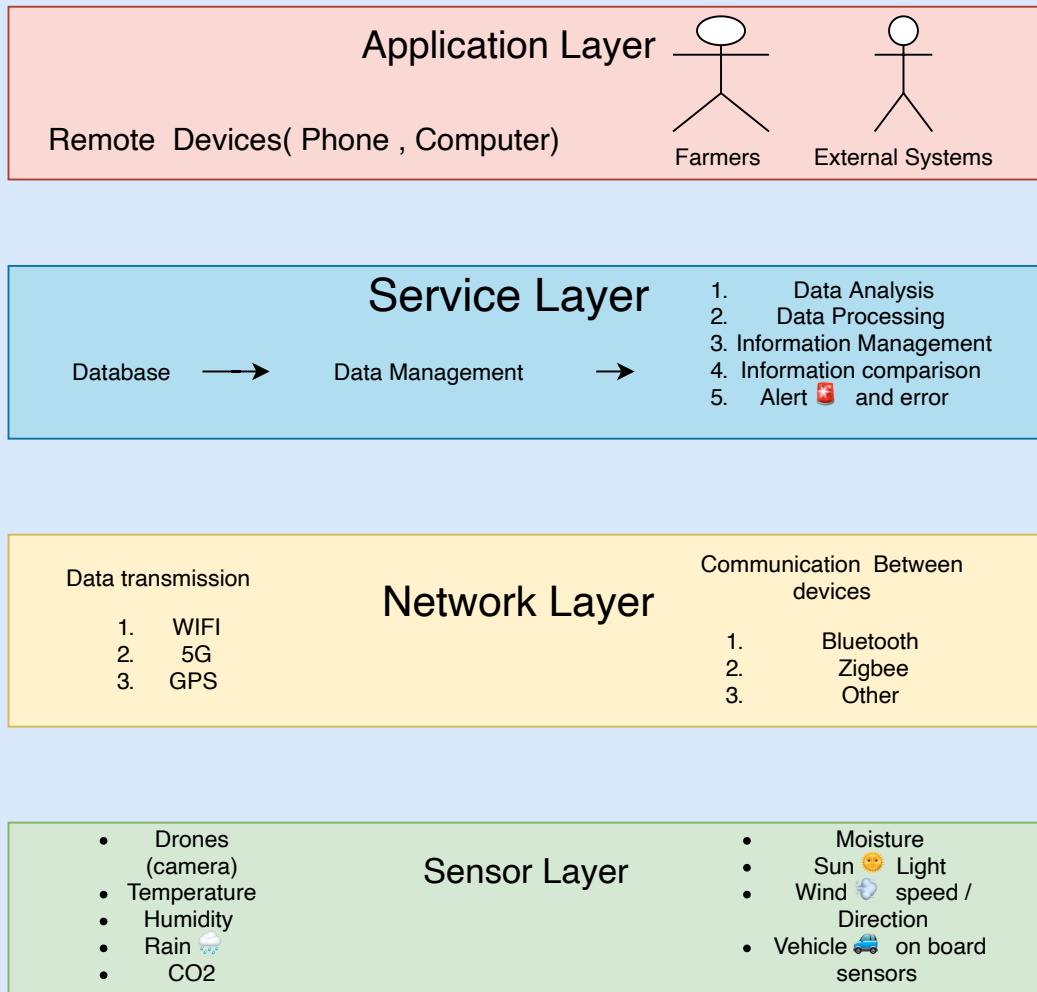 Application Layer
Remote Devices( Phone , Computer)
Farmers
External Systems
Service Layer
Database
Data Management
1. Data Analysis
2. Data Processing
3. Information Management
4. Information comparison
5. Alert 🚨 and error
Data transmission
1. WIFI
2. 5G
3. GPS
Network Layer
Communication Between
devices
1. Bluetooth
2. Zigbee
3. Other
• Drones
(camera)
• Temperature
• Humidity
• Rain 🌧
• CO2
Sensor Layer
• Moisture
• Sun 🌞 Light
• Wind 💨 speed /
Direction
• Vehicle 🚙 on board
sensors